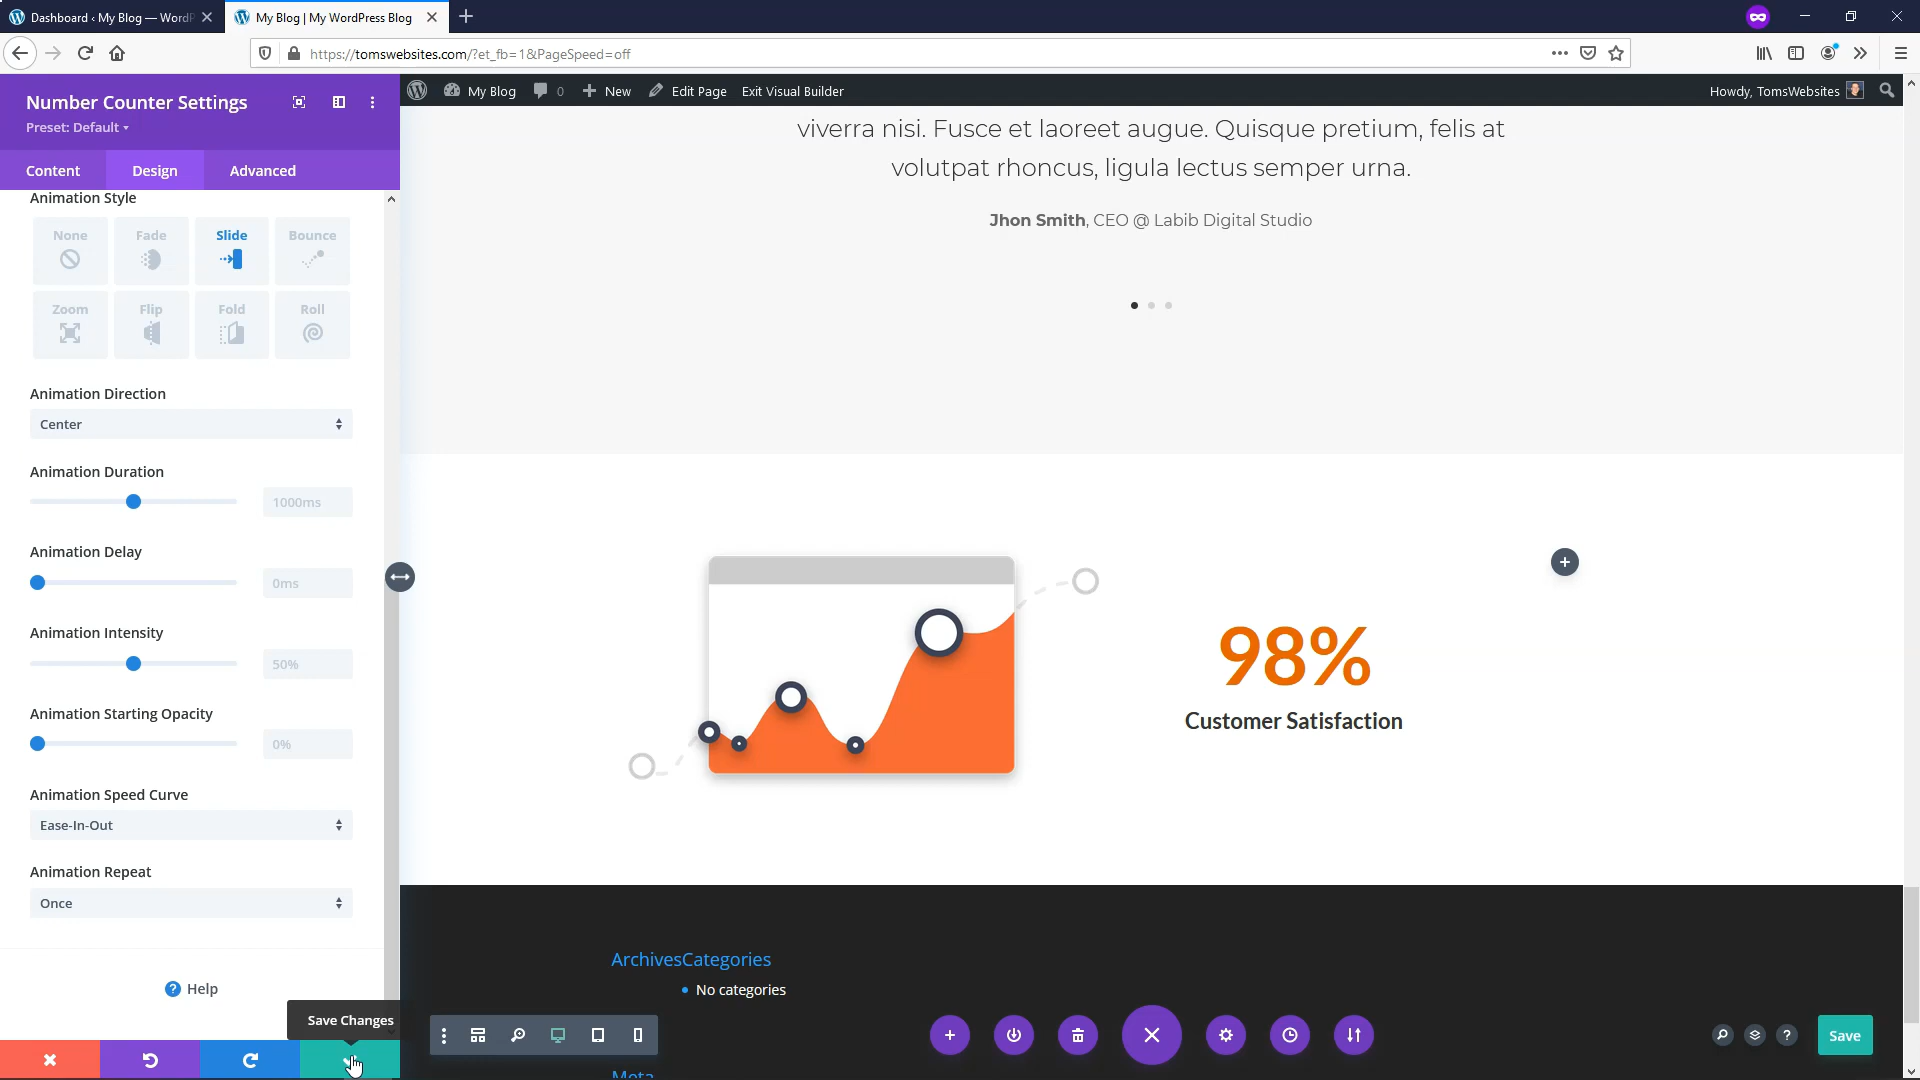 Dashboard ‹ My Blog — WordP
My Blog | My WordPress Blog
https://tomswebsites.com/?et_fb=1&PageSpeed=off
Number Counter Settings
Preset: Default
Content
Design
Advanced
My Blog
0
New
Edit Page
Exit Visual Builder
Howdy, TomsWebsites
Animation Style
None
Fade
Slide
Bounce
Zoom
Flip
Fold
Roll
Animation Direction
Center
Animation Duration
1000ms
Animation Delay
0ms
Animation Intensity
50%
Animation Starting Opacity
0%
Animation Speed Curve
Ease-In-Out
Animation Repeat
Once
Help
Save Changes
viverra nisi. Fusce et laoreet augue. Quisque pretium, felis at
volutpat rhoncus, ligula lectus semper urna.
Jhon Smith, CEO @ Labib Digital Studio
98%
Customer Satisfaction
ArchivesCategories
No categories
Meta
Save